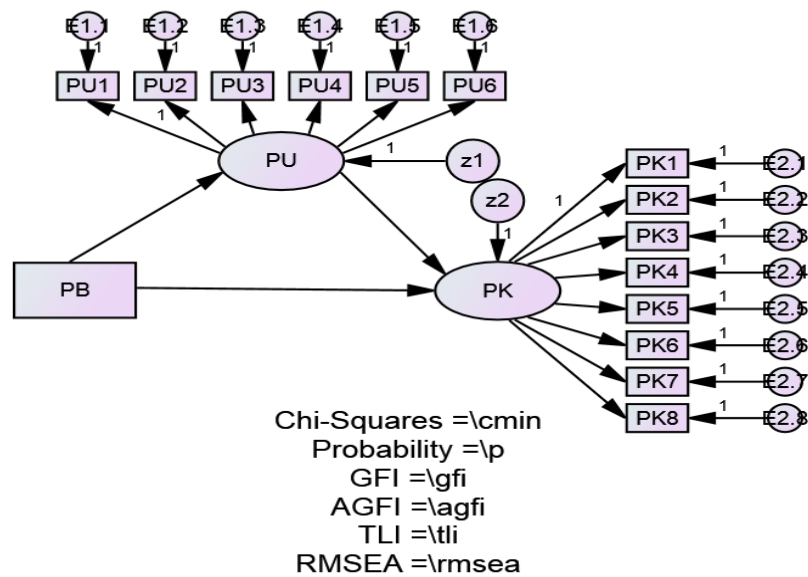 E1.1 E1.2 E1.3 E1.4 E1.5 E1.6
1 1 1 1 1 1
PU1 PU2 PU3 PU4 PU5 PU6
1
PU
1
z1
z2
1
PB
PK
1
PK1 1 E2.1
PK2 1 E2.2
PK3 1 E2.3
PK4 1 E2.4
PK5 1 E2.5
PK6 1 E2.6
PK7 1 E2.7
PK8 1 E2.8
Chi-Squares =\cmin
Probability =\p
GFI =\gfi
AGFI =\agfi
TLI =\tli
RMSEA =\rmsea